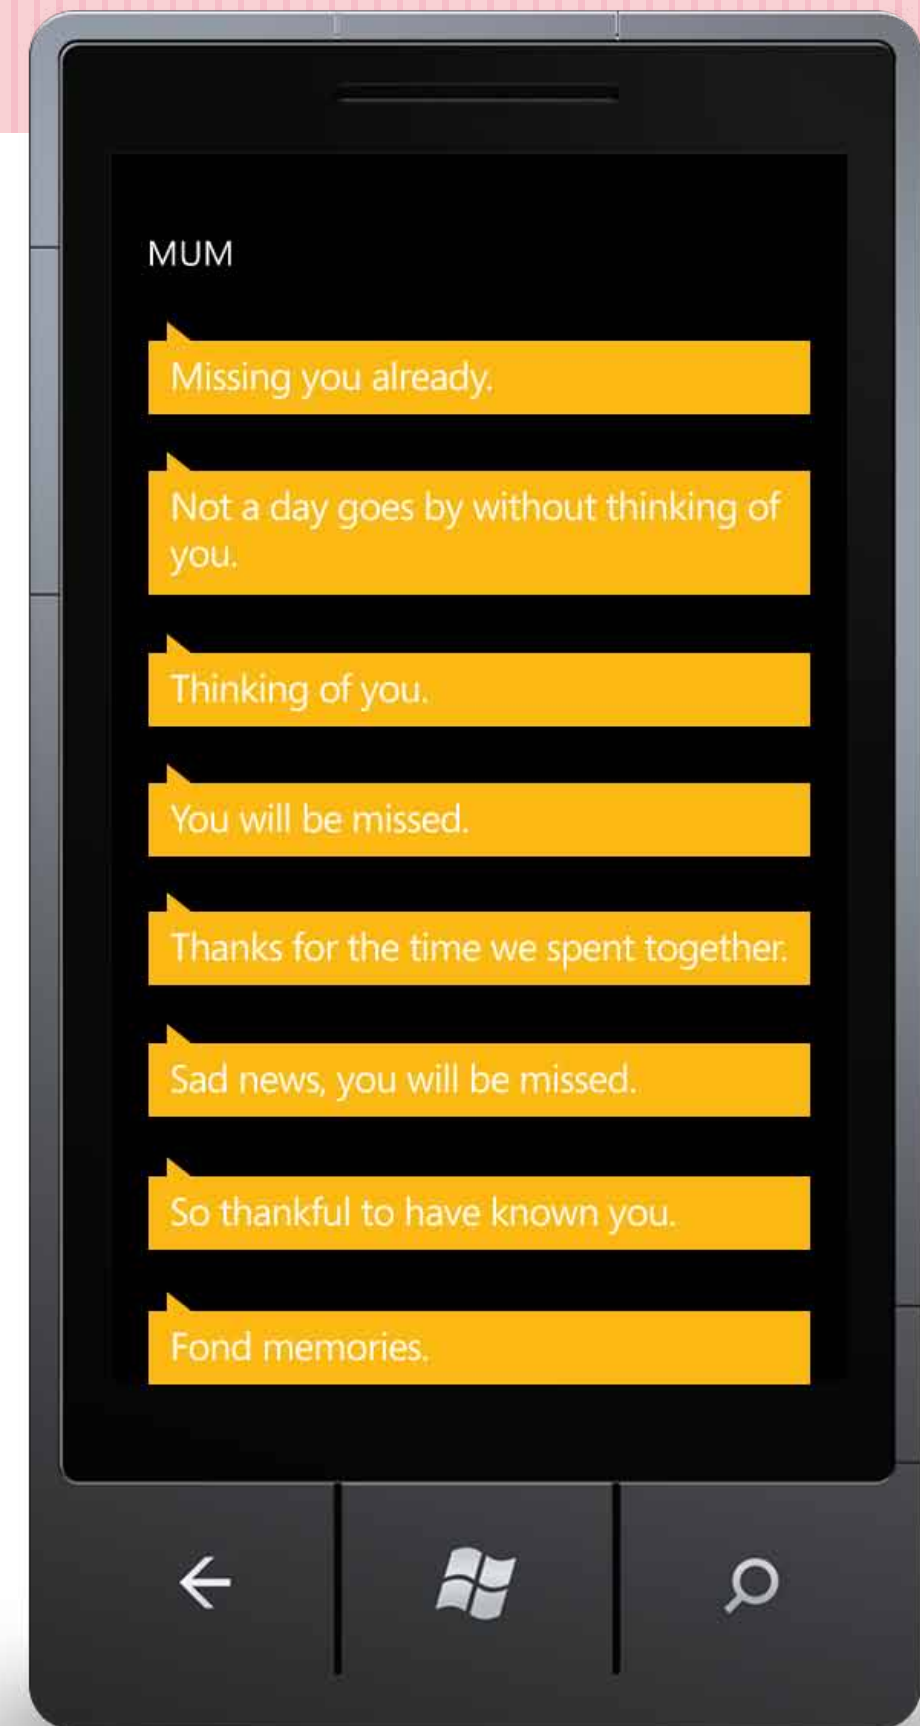 MUM
Missing you already.
Not a day goes by without thinking of
you.
Thinking of you.
You will be missed.
Thanks for the time we spent together.
Sad news, you will be missed.
So thankful to have known you.
Fond memories.